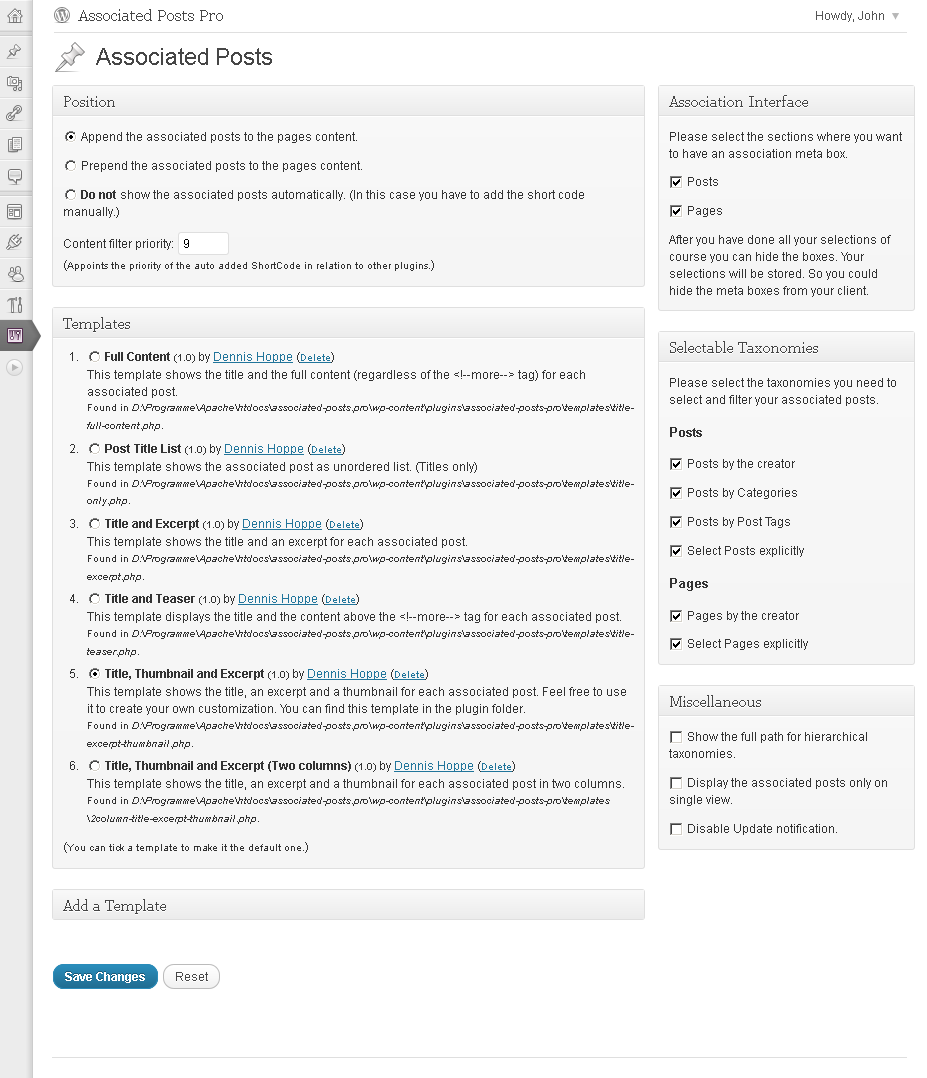 Associated Posts Pro
Howdy, John
Associated Posts
Position
Append the associated posts to the pages content.
Prepend the associated posts to the pages content.
Do not show the associated posts automatically. (In this case you have to add the short code
manually.)
Content filter priority: 9
(Appoints the priority of the auto added ShortCode in relation to other plugins.)
Templates
1. Full Content (1.0) by Dennis Hoppe (Delete)
This template shows the title and the full content (regardless of the <!--more--> tag) for each
associated post.
Found in D:\Programme\Apache\htdocs\associated-posts.pro\wp-content\plugins\associated-posts-pro\templates\title-
full-content.php.
2. Post Title List (1.0) by Dennis Hoppe (Delete)
This template shows the associated post as unordered list. (Titles only)
Found in D:\Programme\Apache\htdocs\associated-posts.pro\wp-content\plugins\associated-posts-pro\templates\title-
only.php.
3. Title and Excerpt (1.0) by Dennis Hoppe (Delete)
This template shows the title and an excerpt for each associated post.
Found in D:\Programme\Apache\htdocs\associated-posts.pro\wp-content\plugins\associated-posts-pro\templates\title-
excerpt.php.
4. Title and Teaser (1.0) by Dennis Hoppe (Delete)
This template displays the title and the content above the <!--more--> tag for each associated post.
Found in D:\Programme\Apache\htdocs\associated-posts.pro\wp-content\plugins\associated-posts-pro\templates\title-
teaser.php.
5. Title, Thumbnail and Excerpt (1.0) by Dennis Hoppe (Delete)
This template shows the title, an excerpt and a thumbnail for each associated post. Feel free to use
it to create your own customization. You can find this template in the plugin folder.
Found in D:\Programme\Apache\htdocs\associated-posts.pro\wp-content\plugins\associated-posts-pro\templates\title-
excerpt-thumbnail.php.
6. Title, Thumbnail and Excerpt (Two columns) (1.0) by Dennis Hoppe (Delete)
This template shows the title, an excerpt and a thumbnail for each associated post in two columns.
Found in D:\Programme\Apache\htdocs\associated-posts.pro\wp-content\plugins\associated-posts-pro\templates
\2column-title-excerpt-thumbnail.php.
(You can tick a template to make it the default one.)
Add a Template
Save Changes
Reset
Association Interface
Please select the sections where you want
to have an association meta box.
Posts
Pages
After you have done all your selections of
course you can hide the boxes. Your
selections will be stored. So you could
hide the meta boxes from your client.
Selectable Taxonomies
Please select the taxonomies you need to
select and filter your associated posts.
Posts
Posts by the creator
Posts by Categories
Posts by Post Tags
Select Posts explicitly
Pages
Pages by the creator
Select Pages explicitly
Miscellaneous
Show the full path for hierarchical
taxonomies.
Display the associated posts only on
single view.
Disable Update notification.